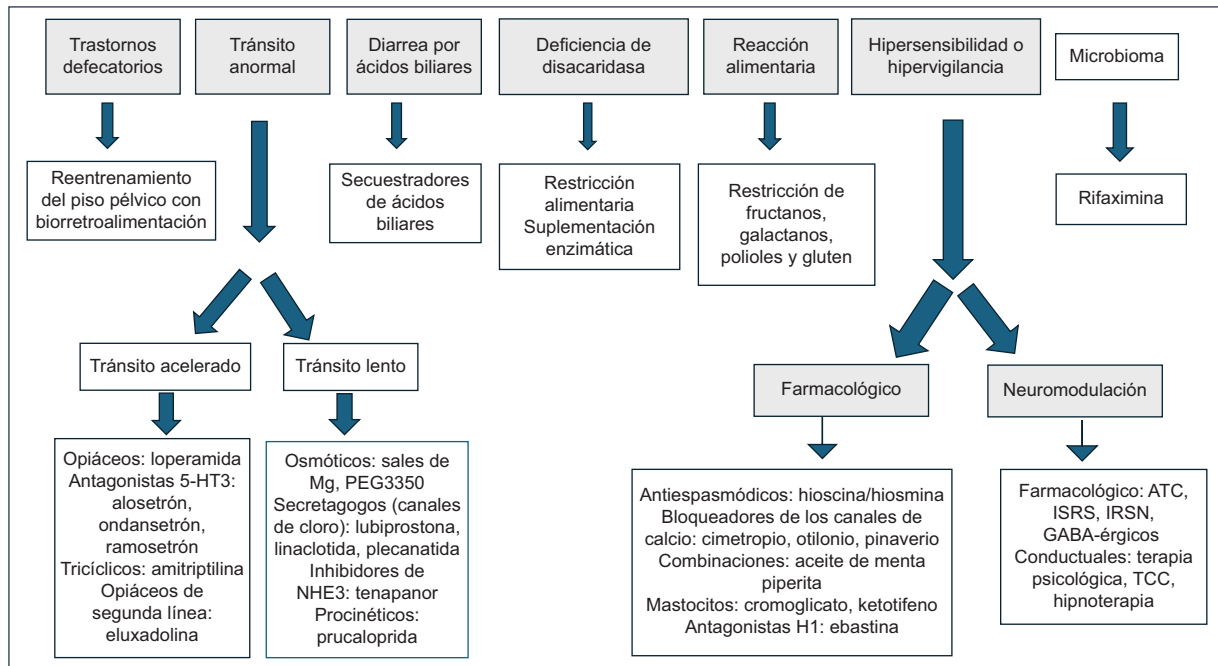 Trastornos
defecatorios
Tránsito
anormal
Diarrea por
ácidos biliares
Deficiencia de
disacaridasa
Reacción
alimentaria
Hipersensibilidad o
hipervigilancia
Microbioma
Reentrenamiento
del piso pélvico con
biorretroalimentación
Secuestradores
de ácidos
biliares
Restricción
alimentaria
Suplementación
enzimática
Restricción de
fructanos,
galactanos,
polioles y gluten
Rifaximina
Tránsito acelerado
Tránsito lento
Farmacológico
Neuromodulación
Opiáceos: loperamida
Antagonistas 5-HT3:
alosetrón,
ondansetrón,
ramosetrón
Tricíclicos: amitriptilina
Opiáceos de
segunda línea:
eluxadolina
Osmóticos: sales de
Mg, PEG3350
Secretagogos (canales
de cloro): lubiprostona,
linaclotida, plecanatida
Inhibidores de
NHE3: tenapanor
Procinéticos:
prucaloprida
Antiespasmódicos: hioscina/hiosmina
Bloqueadores de los canales de
calcio: cimetropio, otilonio, pinaverio
Combinaciones: aceite de menta
piperita
Mastocitos: cromoglicato, ketotifeno
Antagonistas H1: ebastina
Farmacológico: ATC,
ISRS, IRSN,
GABA-érgicos
Conductuales: terapia
psicológica, TCC,
hipnoterapia